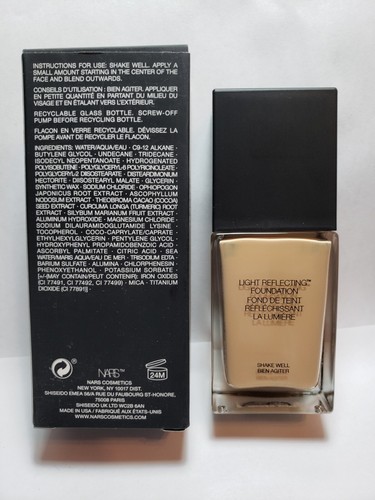 INSTRUCTIONS FOR USE: SHAKE WELL. APPLY A
SMALL AMOUNT STARTING IN THE CENTER OF
THE FACE AND BLEND OUTWARDS.
CONSEILS D'UTILISATION : BIEN AGITER. APPLIQUER
EN PETITE QUANTITÉ EN PARTANT DU MILIEU DU
VISAGE ET EN ÉTALANT VERS L'EXTÉRIEUR.
RECYCLABLE GLASS BOTTLE. SCREW-OFF
PUMP BEFORE RECYCLING BOTTLE.
FLACON EN VERRE RECYCLABLE. DÉVISSEZ LA
POMPE AVANT DE RECYCLER LE FLACON.
INGREDIENTS: WATER/AQUA/EAU · C9-12 ALKANE ·
BUTYLENE GLYCOL · UNDECANE · TRIDECANE ·
ISODECYL NEOPENTANOATE · HYDROGENATED
POLYISOBUTENE · POLYGLYCERYL-6 POLYRICINOLEATE ·
POLYGLYCERYL-2 DIISOSTEARATE · DISTEARDIMONIUM
HECTORITE · DIISOSTEARYL MALATE · GLYCERIN ·
SYNTHETIC WAX · SODIUM CHLORIDE · OPHIOPOGON
JAPONICUS ROOT EXTRACT · ASCOPHYLLUM
NODOSUM EXTRACT · THEOBROMA CACAO (COCOA)
SEED EXTRACT · CURCUMA LONGA (TURMERIC) ROOT
EXTRACT · SILYBUM MARIANUM FRUIT EXTRACT ·
ALUMINUM HYDROXIDE · MAGNESIUM CHLORIDE ·
SODIUM DILAURAMIDOGLUTAMIDE LYSINE ·
TOCOPHEROL · COCO-CAPRYLATE/CAPRATE ·
ETHYLHEXYLGLYCERIN · PENTYLENE GLYCOL ·
HYDROXYPHENYL PROPAMIDOBENZOIC ACID ·
ASCORBYL PALMITATE · CITRIC ACID · SEA
WATER/MARIS AQUA/EAU DE MER · TRISODIUM EDTA ·
BARIUM SULFATE · ALUMINA · CHLORPHENESIN ·
PHENOXYETHANOL · POTASSIUM SORBATE ·
[+/-(MAY CONTAIN/PEUT CONTENIR): IRON OXIDES
(CI 77491, CI 77492, CI 77499) · MICA · TITANIUM
DIOXIDE (CI 77891)]
NARS™
24M
NARS COSMETICS
NEW YORK, NY 10017 DIST.
SHISEIDO EMEA 56/A RUE DU FAUBOURG ST-HONORE,
75008 PARIS
SHISEIDO UK LTD WC2B 6AN
MADE IN USA / FABRIQUÉ AUX ÉTATS-UNIS
WWW.NARSCOSMETICS.COM
LIGHT REFLECTING™
FOUNDATION
FOND DE TEINT
RÉFLÉCHISSANT
LA LUMIÈRE
SHAKE WELL
BIEN AGITER